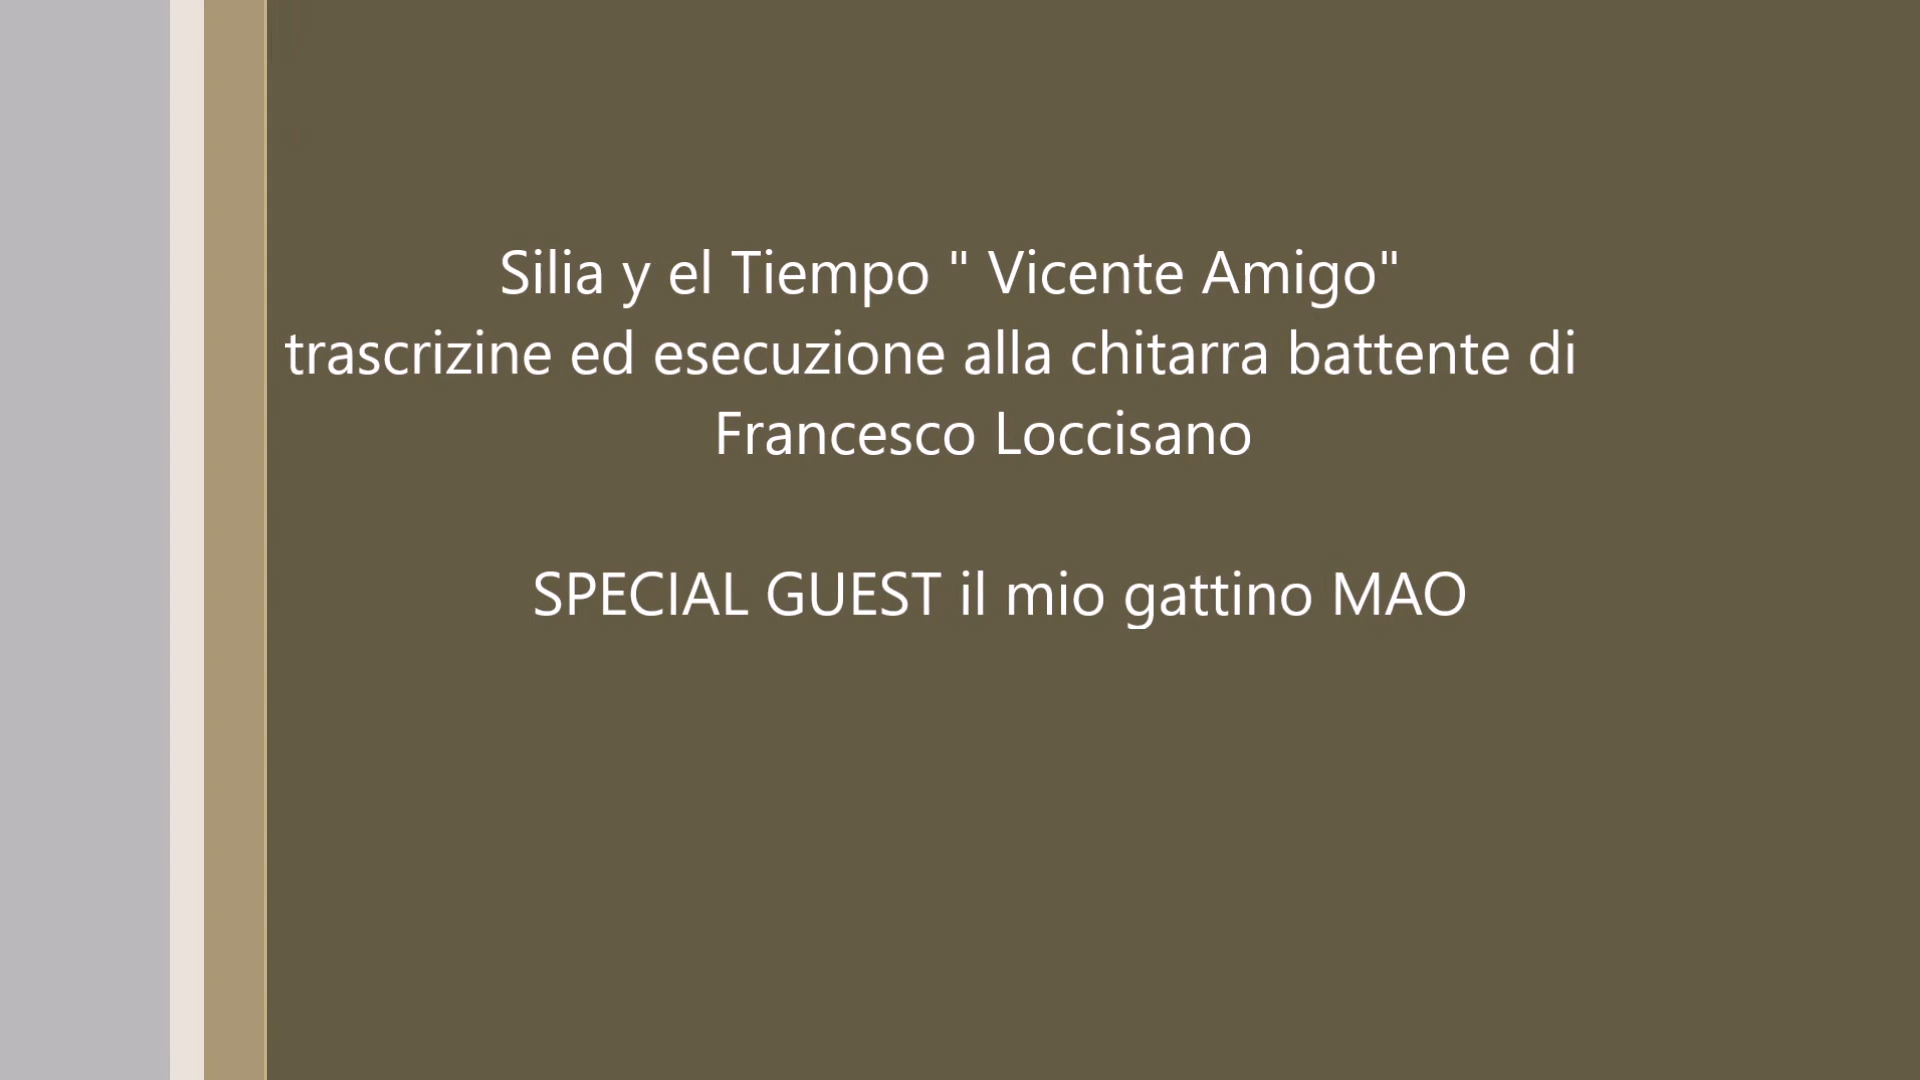 Silia y el Tiempo " Vicente Amigo"
trascrizine ed esecuzione alla chitarra battente di
Francesco Loccisano
SPECIAL GUEST il mio gattino MAO